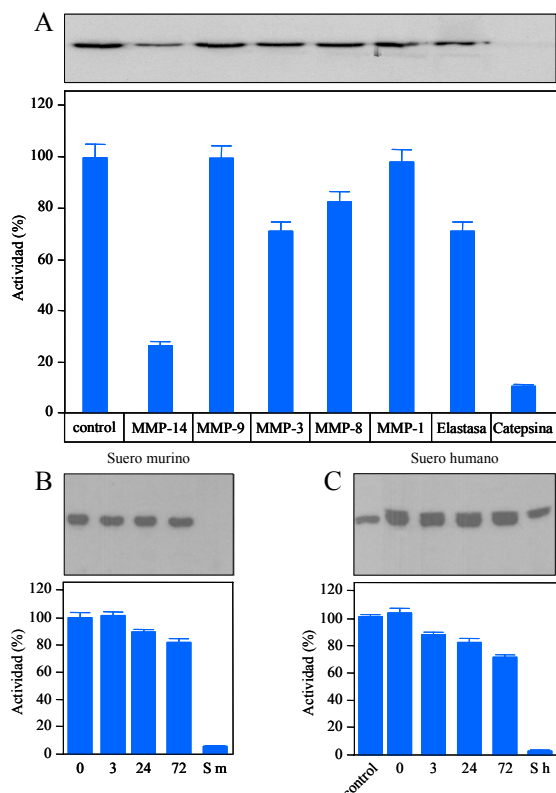 A
120
100
80
60
40
20
0
Actividad (%)
control MMP-14 MMP-9 MMP-3 MMP-8 MMP-1 Elastasa Catepsina
Suero murino
B
120
100
80
60
40
20
0
Actividad (%)
0 3 24 72 S m
Suero humano
C
120
100
80
60
40
20
0
Actividad (%)
control 0 3 24 72 S h